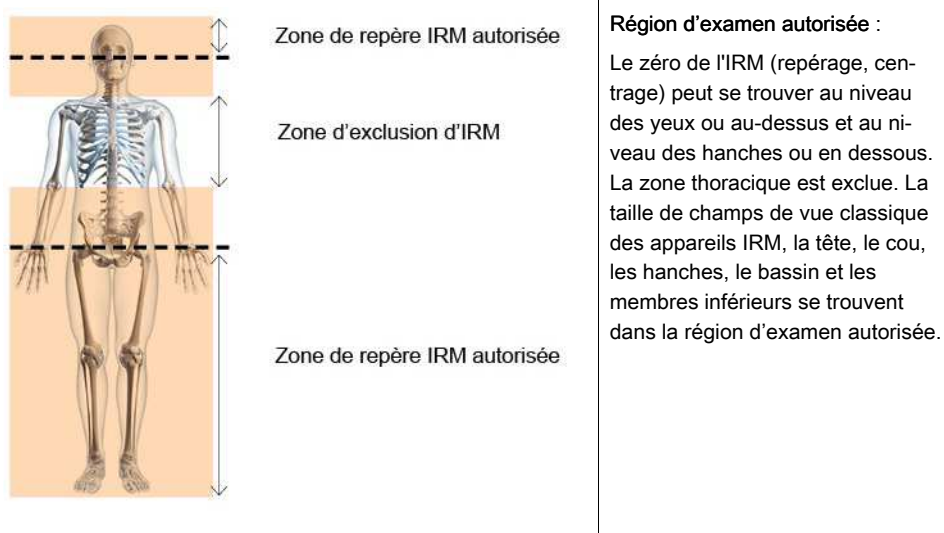 Zone de repère IRM autorisée
Zone d'exclusion d'IRM
Zone de repère IRM autorisée
Région d'examen autorisée :
Le zéro de l'IRM (repérage, cen-
trage) peut se trouver au niveau
des yeux ou au-dessus et au ni-
veau des hanches ou en dessous.
La zone thoracique est exclue. La
taille de champs de vue classique
des appareils IRM, la tête, le cou,
les hanches, le bassin et les
membres inférieurs se trouvent
dans la région d'examen autorisée.